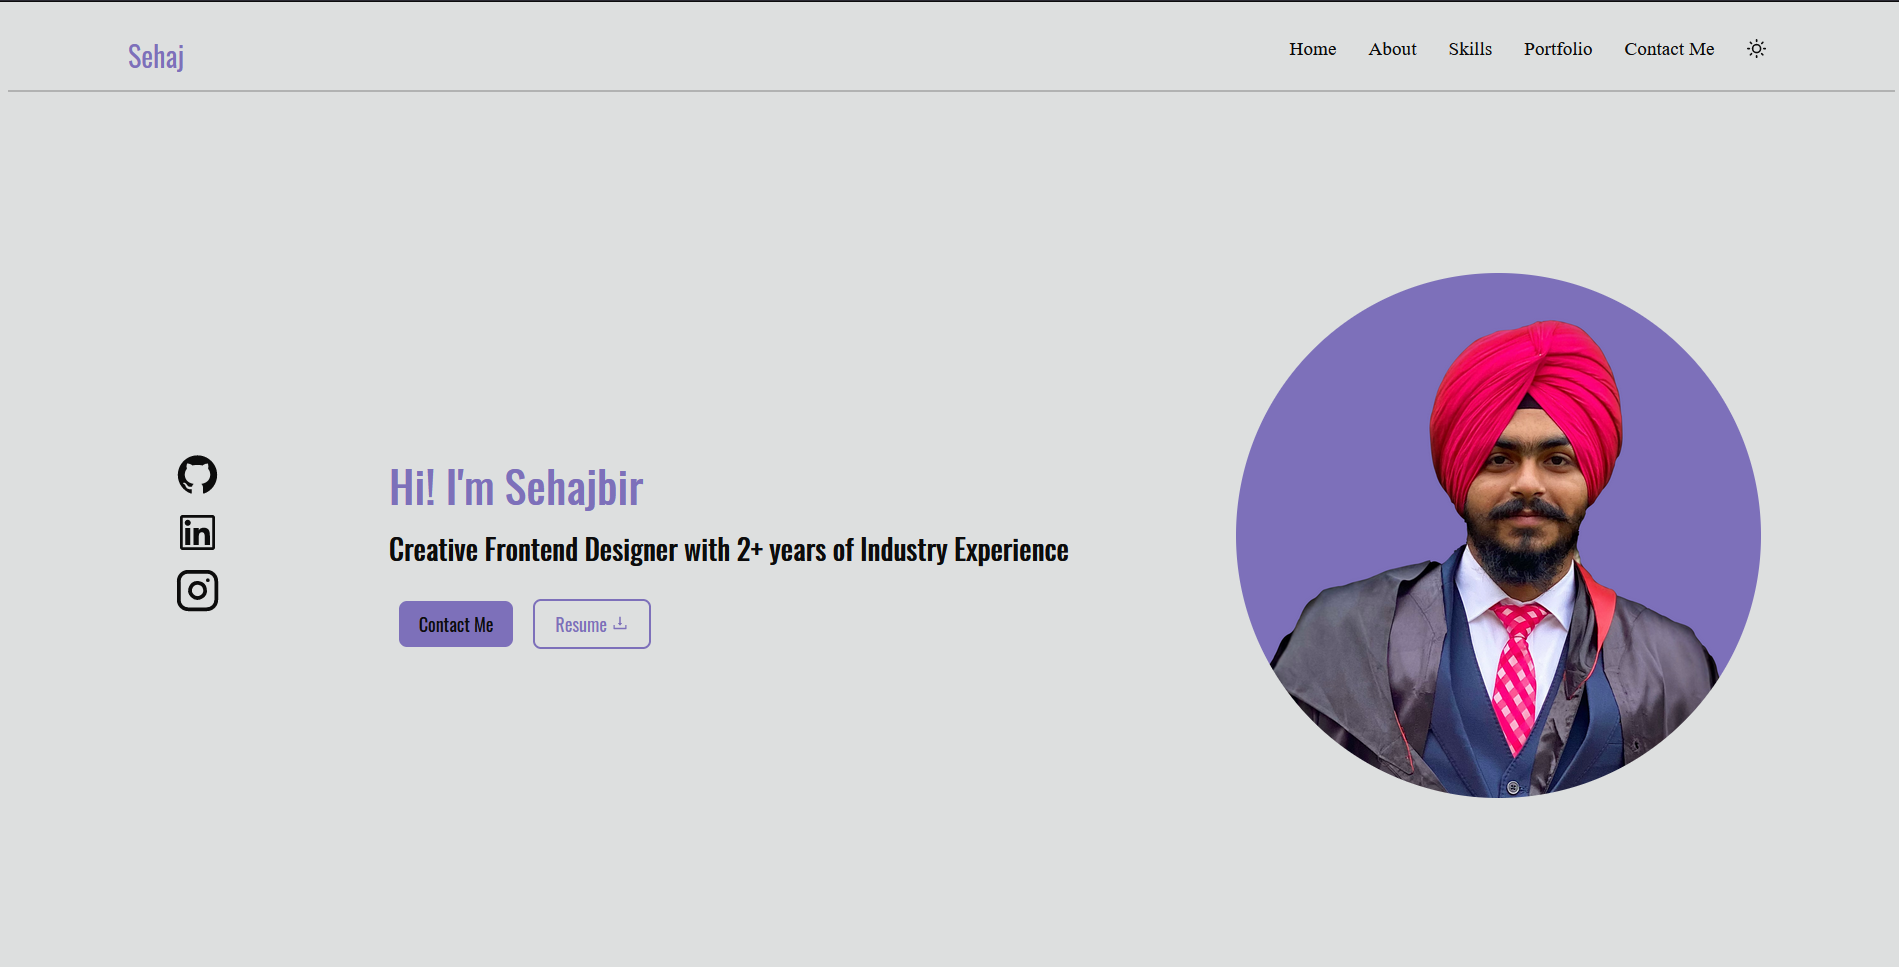 Sehaj
Home About Skills Portfolio Contact Me
Hi! I'm Sehajbir
Creative Frontend Designer with 2+ years of Industry Experience
Contact Me Resume